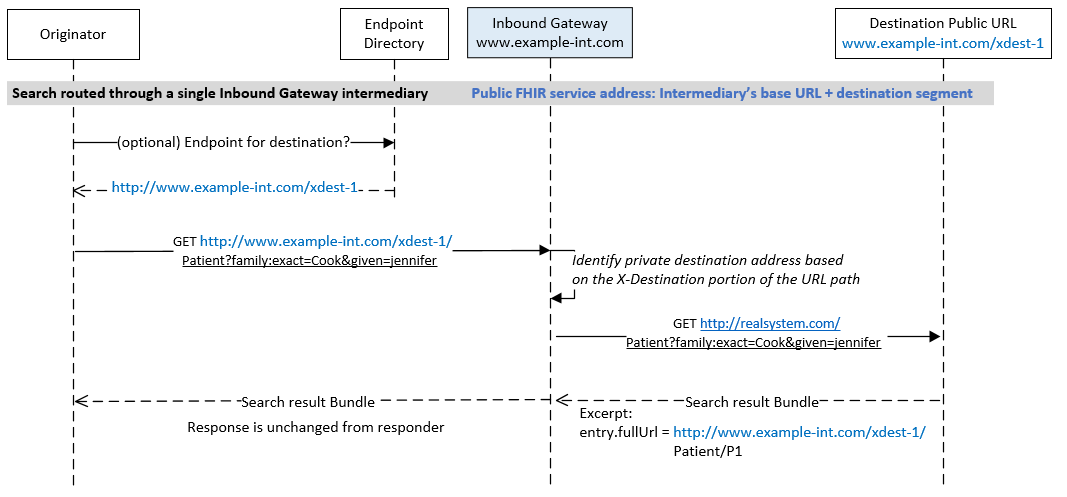 Originator
Endpoint
Directory
Inbound Gateway
www.example-int.com
Destination Public URL
www.example-int.com/xdest-1
Search routed through a single Inbound Gateway intermediary
Public FHIR service address: Intermediary's base URL + destination segment
(optional) Endpoint for destination?
http://www.example-int.com/xdest-1
GET http://www.example-int.com/xdest-1/
Patient?family:exact=Cook&given=jennifer
Identify private destination address based
on the X-Destination portion of the URL path
GET http://realsystem.com/
Patient?family:exact=Cook&given=jennifer
Search result Bundle
Search result Bundle
Response is unchanged from responder
Excerpt:
entry.fullUrl = http://www.example-int.com/xdest-1/
Patient/P1